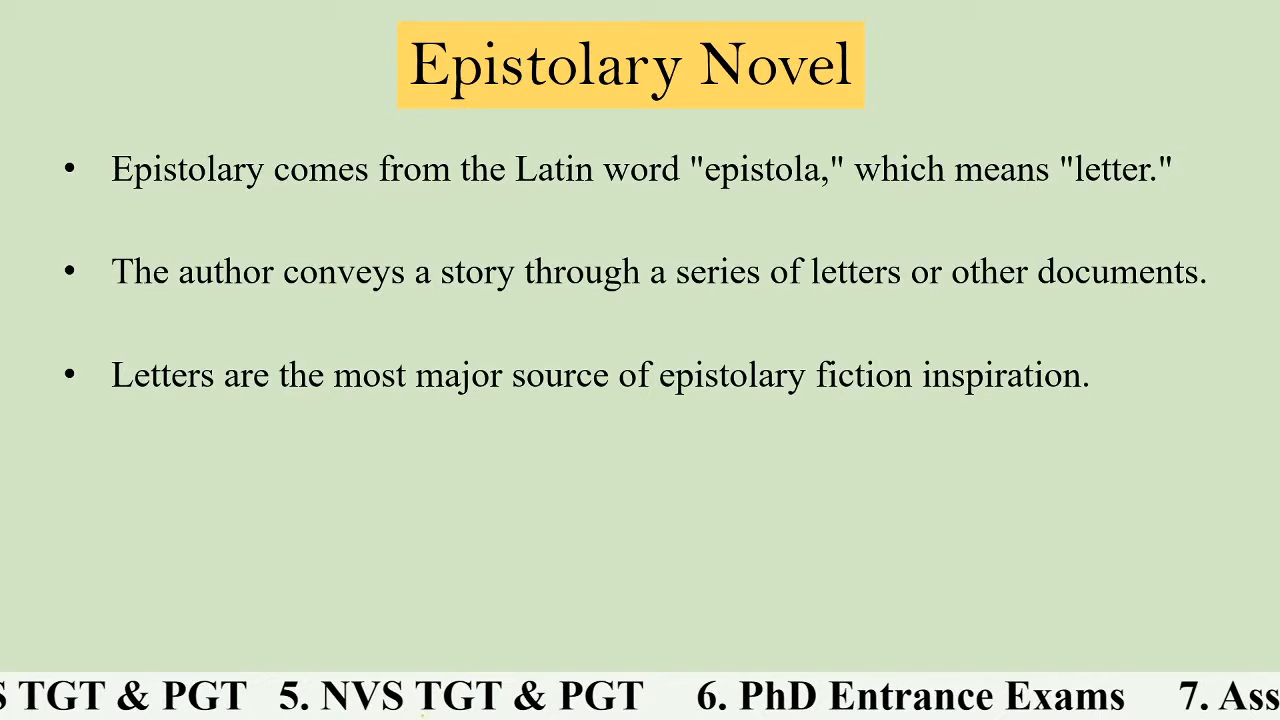 Epistolary Novel
• Epistolary comes from the Latin word "epistola," which means "letter."
• The author conveys a story through a series of letters or other documents.
• Letters are the most major source of epistolary fiction inspiration.
S TGT & PGT 5. NVS TGT & PGT 6. PhD Entrance Exams 7. Ass